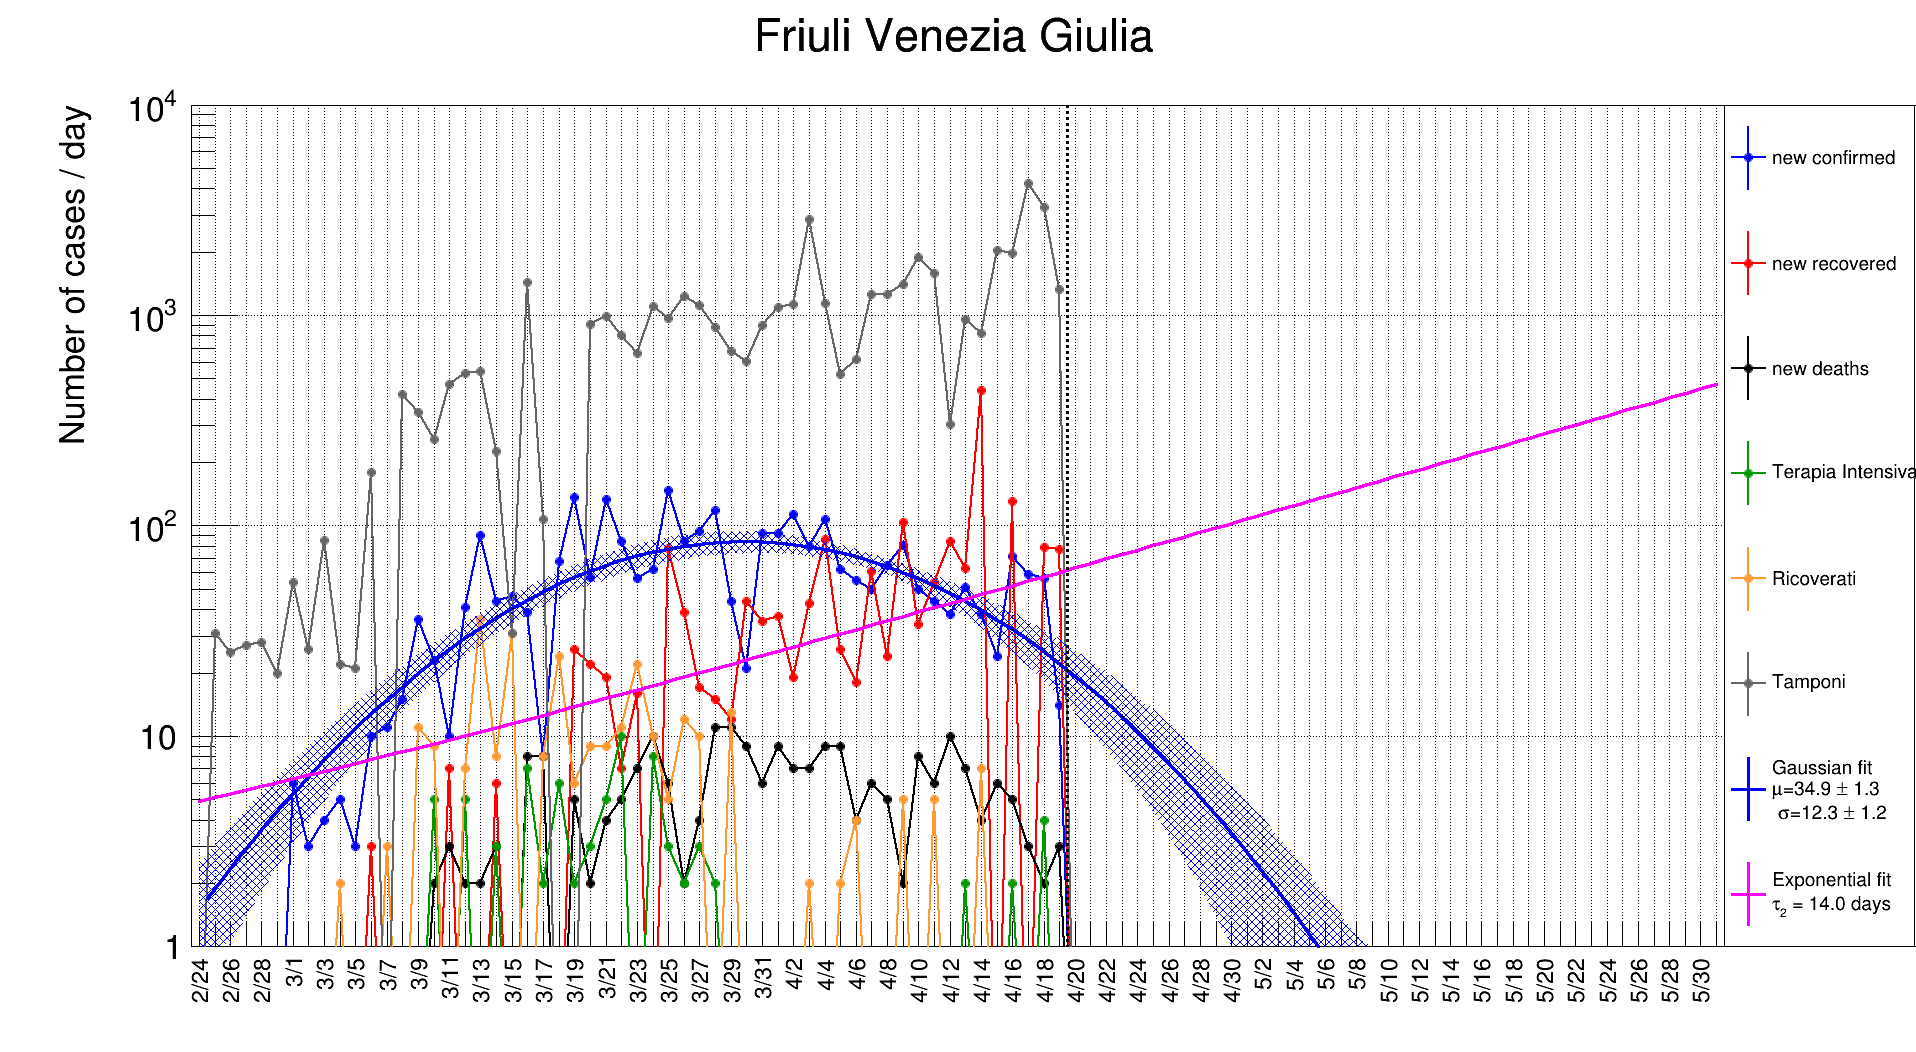 Friuli Venezia Giulia
Number of cases / day
10⁴
10³
10²
10
1
2/24 2/26 2/28 3/1 3/3 3/5 3/7 3/9 3/11 3/13 3/15 3/17 3/19 3/21 3/23 3/25 3/27 3/29 3/31 4/2 4/4 4/6 4/8 4/10 4/12 4/14 4/16 4/18 4/20 4/22 4/24 4/26 4/28 4/30 5/2 5/4 5/6 5/8 5/10 5/12 5/14 5/16 5/18 5/20 5/22 5/24 5/26 5/28 5/30
new confirmed
new recovered
new deaths
Terapia Intensiva
Ricoverati
Tamponi
Gaussian fit
μ=34.9 ± 1.3
σ=12.3 ± 1.2
Exponential fit
τ₂ = 14.0 days